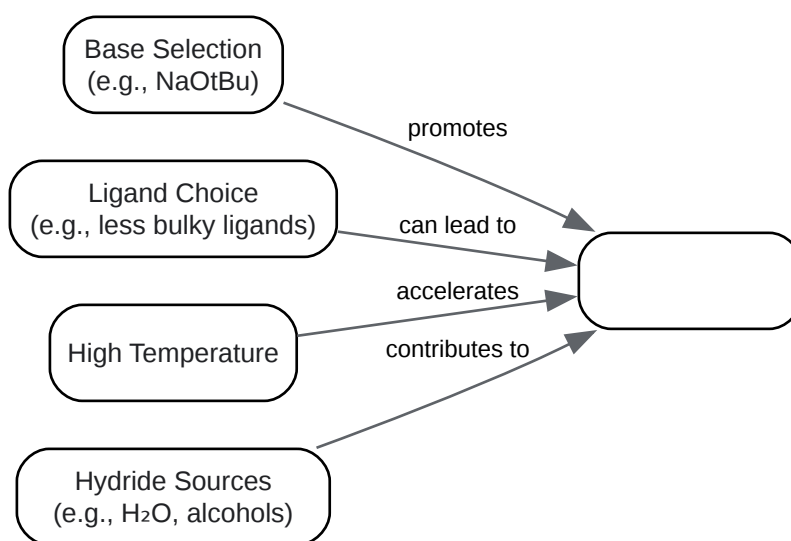 Base Selection
(e.g., NaOtBu)
promotes
Ligand Choice
(e.g., less bulky ligands)
can lead to
accelerates
High Temperature
contributes to
Hydride Sources
(e.g., H₂O, alcohols)